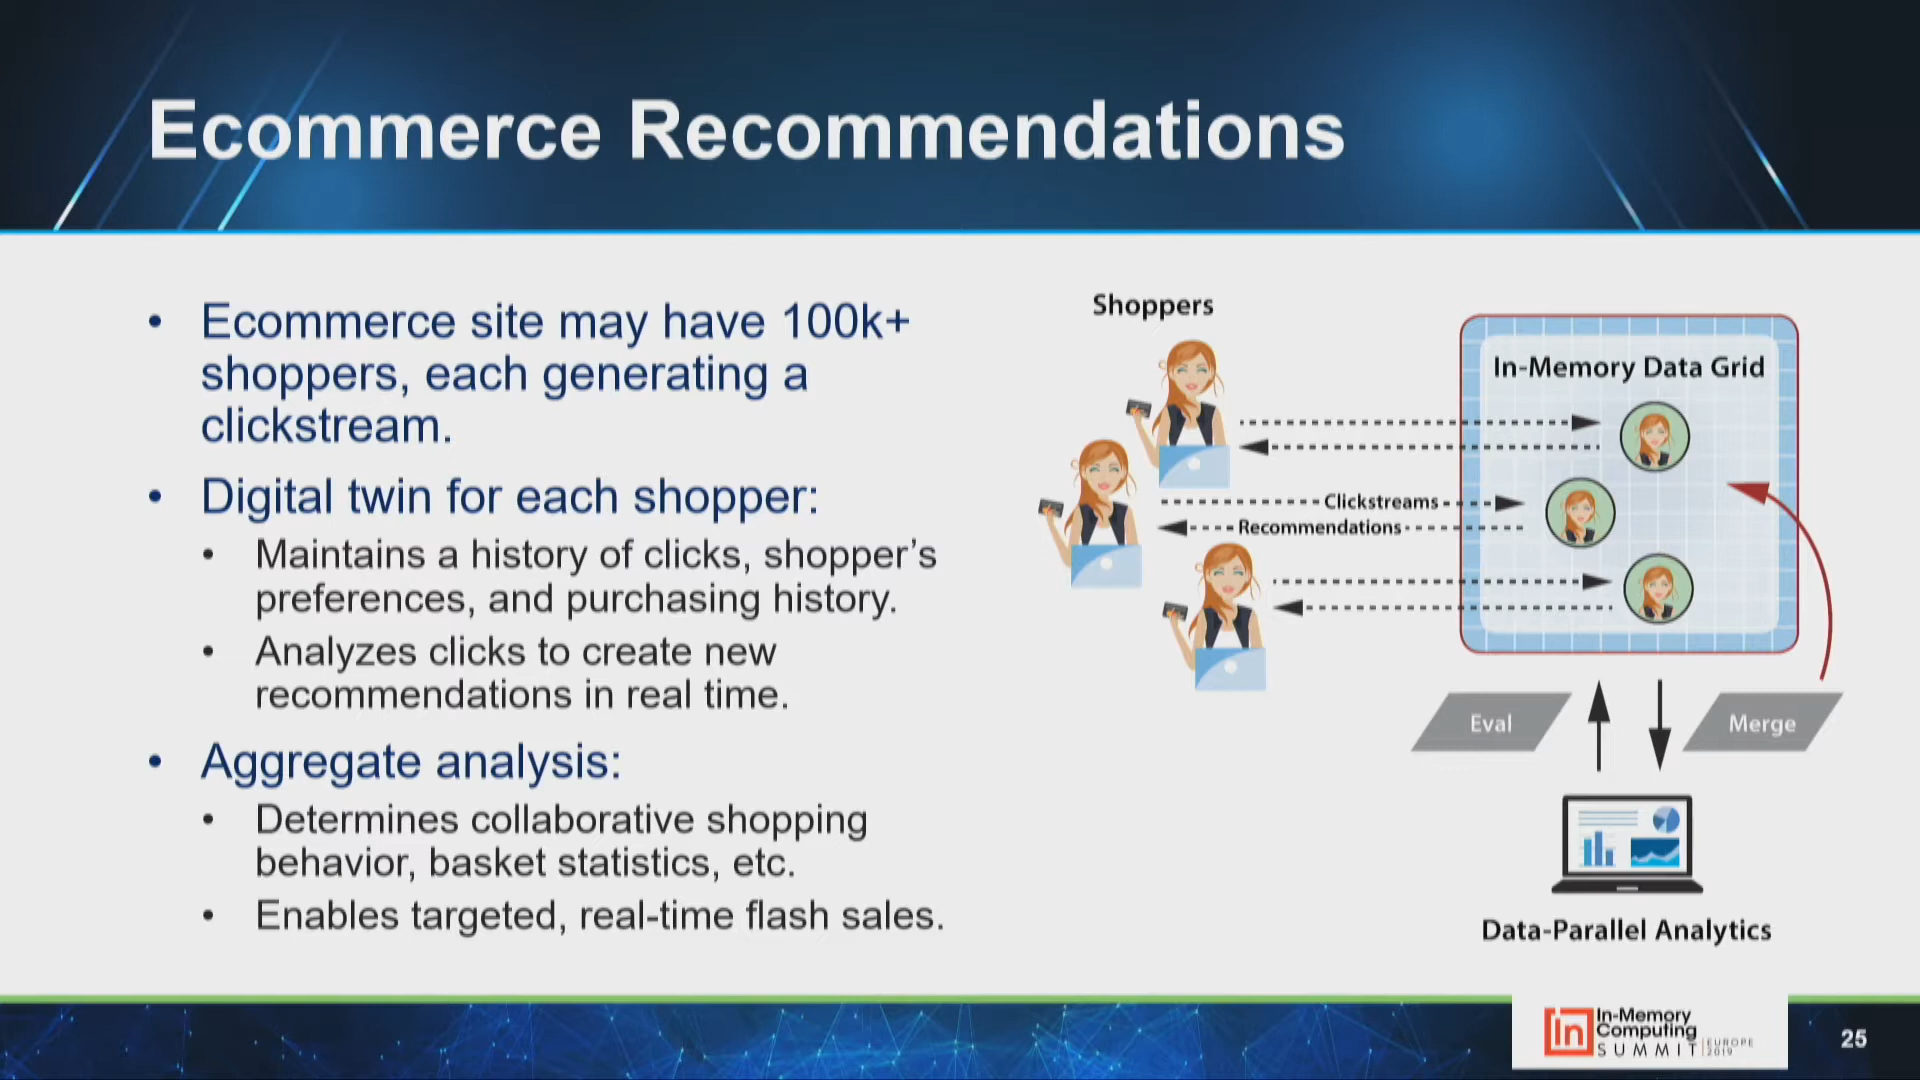 Ecommerce Recommendations
• Ecommerce site may have 100k+
shoppers, each generating a
clickstream.
• Digital twin for each shopper:
• Maintains a history of clicks, shopper’s
preferences, and purchasing history.
• Analyzes clicks to create new
recommendations in real time.
• Aggregate analysis:
• Determines collaborative shopping
behavior, basket statistics, etc.
• Enables targeted, real-time flash sales.
Shoppers
In-Memory Data Grid
Clickstreams
Recommendations
Eval
Merge
Data-Parallel Analytics
in
In-Memory
Computing
SUMMIT EUROPE 2019
25